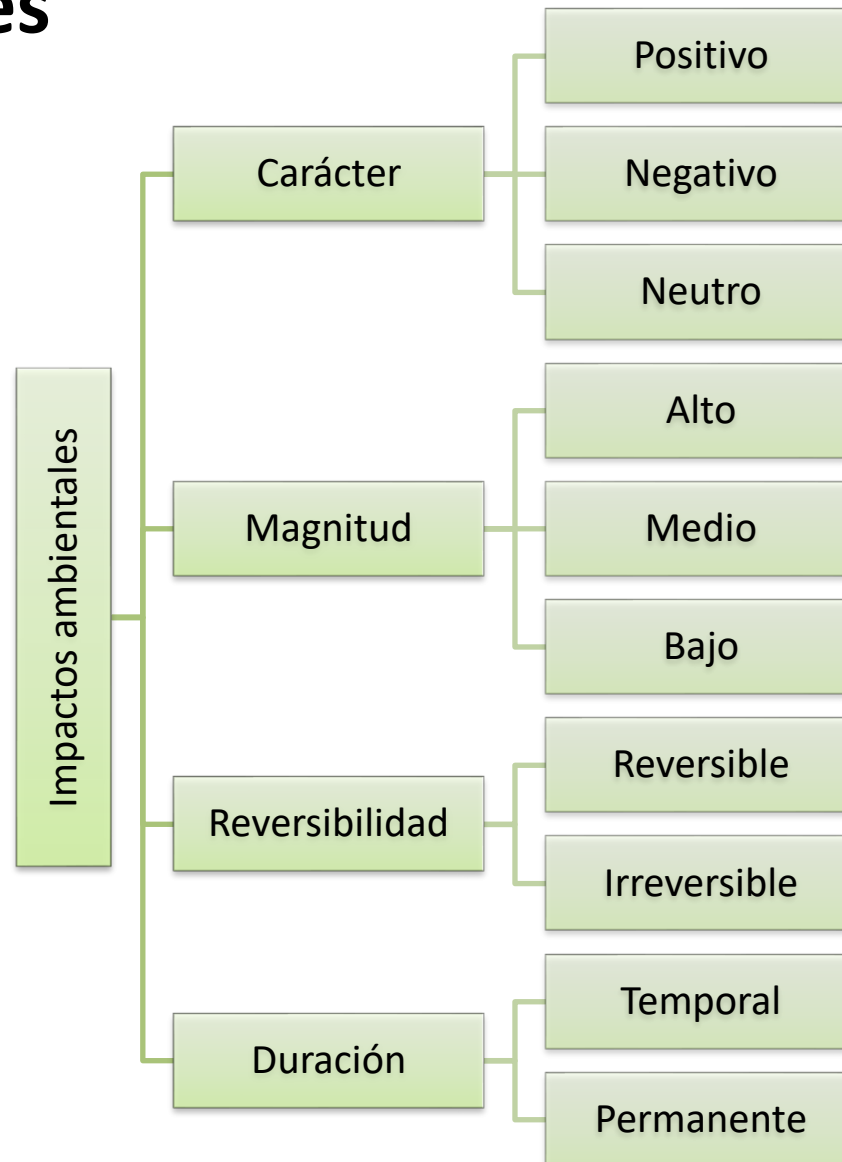 es
Impactos ambientales
Carácter
Positivo
Negativo
Neutro
Magnitud
Alto
Medio
Bajo
Reversibilidad
Reversible
Irreversible
Duración
Temporal
Permanente